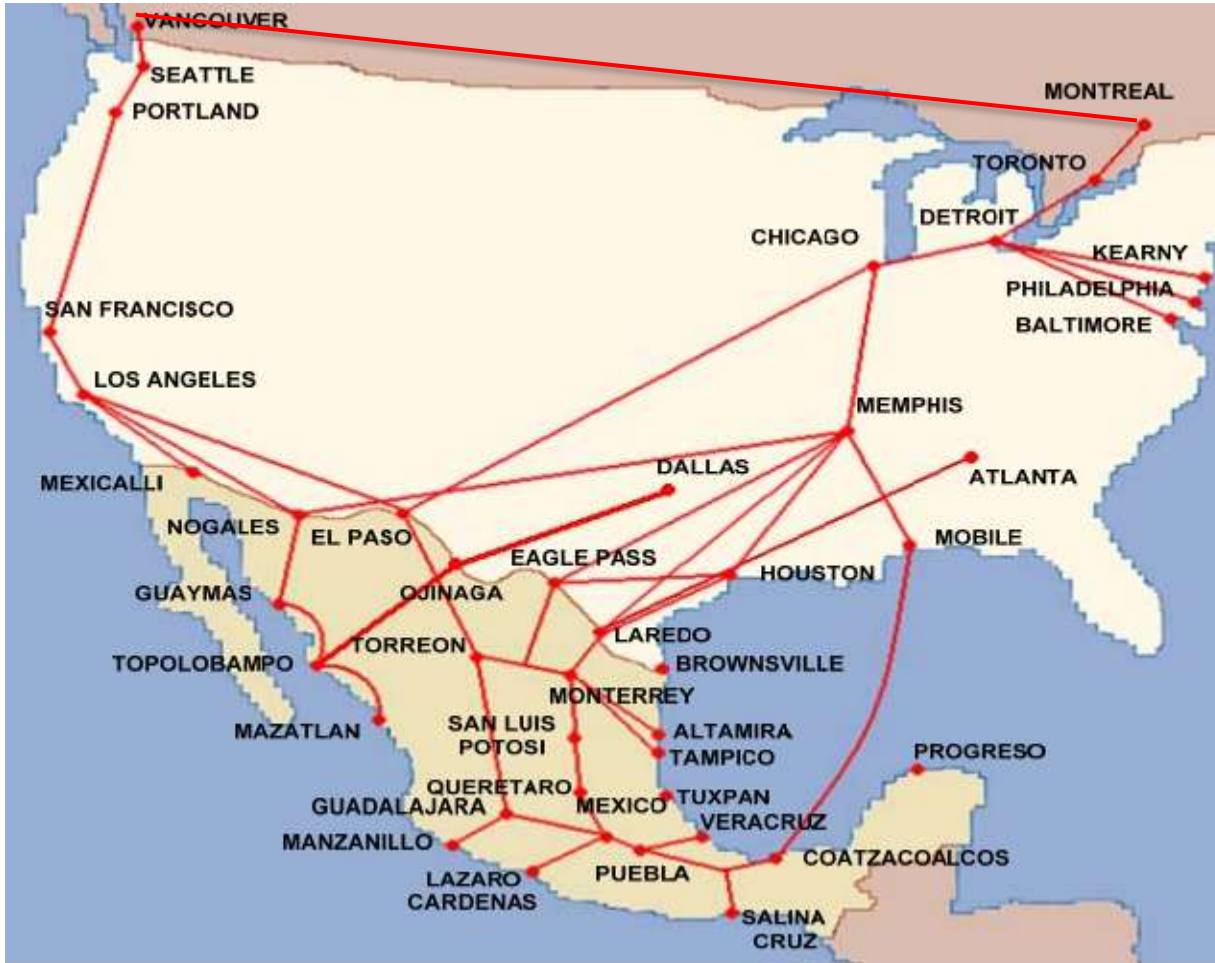 VANCOUVER
SEATTLE
PORTLAND
MONTREAL
TORONTO
DETROIT
CHICAGO
KEARNY
PHILADELPHIA
BALTIMORE
SAN FRANCISCO
LOS ANGELES
MEMPHIS
DALLAS
ATLANTA
MEXICALLI
NOGALES
EL PASO
EAGLE PASS
MOBILE
HOUSTON
GUAYMAS
OJINAGA
TORREON
LAREDO
TOPOLOBAMPO
BROWNSVILLE
MONTERREY
MAZATLAN
SAN LUIS
POTOSI
ALTAMIRA
TAMPICO
PROGRESO
QUERETARO
MEXICO
TUXPAN
GUADALAJARA
VERACRUZ
MANZANILLO
PUEBLA
COATZACOALCOS
LAZARO
CARDENAS
SALINA
CRUZ